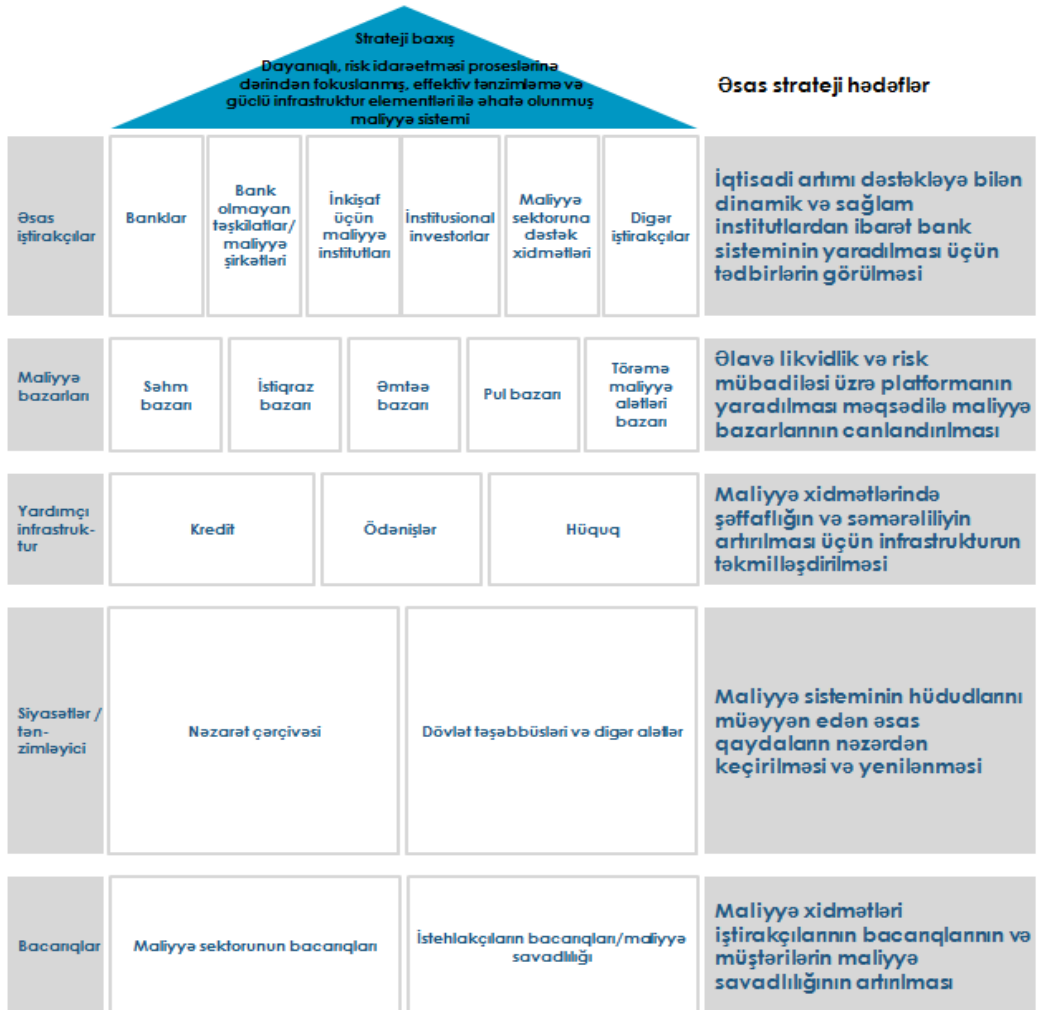 Strateji baxış
Dayanıqlı, risk idarəetməsi proseslərinə
dərindən fokuslanmış, effektiv tənzimləmə və
güclü infrastruktur elementləri ilə əhatə olunmuş
maliyyə sistemi
Əsas strateji hədəflər
Əsas
iştirakçılar
Banklar
Bank
olmayan
təşkilatlar/
maliyyə
şirkətləri
İnkişaf
üçün
maliyyə
institutları
İnstitusional
investorlar
Maliyyə
sektoruna
dəstək
xidmətləri
Digər
iştirakçılar
İqtisadi artımı dəstəkləyə bilən
dinamik və sağlam
institutlardan ibarət bank
sisteminin yaradılması üçün
tədbirlərin görülməsi
Maliyyə
bazarları
Səhm
bazarı
İstiqraz
bazarı
Əmtəə
bazarı
Pul bazarı
Törəmə
maliyyə
alətləri
bazarı
Əlavə likvidlik və risk
mübadiləsi üzrə platformanın
yaradılması məqsədilə maliyyə
bazarlarının canlandırılması
Yardımçı
infrastruk-
tur
Kredit
Ödənişlər
Hüquq
Maliyyə xidmətlərində
şəffaflığın və səmərəliliyin
artırılması üçün infrastrukturun
təkmilləşdirilməsi
Siyasətlər /
tən-
zimləyici
Nəzarət çərçivəsi
Dövlət təşəbbüsləri və digər alətlər
Maliyyə sisteminin hüdudlarını
müəyyən edən əsas
qaydaların nəzərdən
keçirilməsi və yenilənməsi
Bacarıqlar
Maliyyə sektorunun bacarıqları
İstehlakçıların bacarıqları/maliyyə
savadlılığı
Maliyyə xidmətləri
iştirakçılarının bacarıqlarının və
müştərilərin maliyyə
savadlılığının artırılması